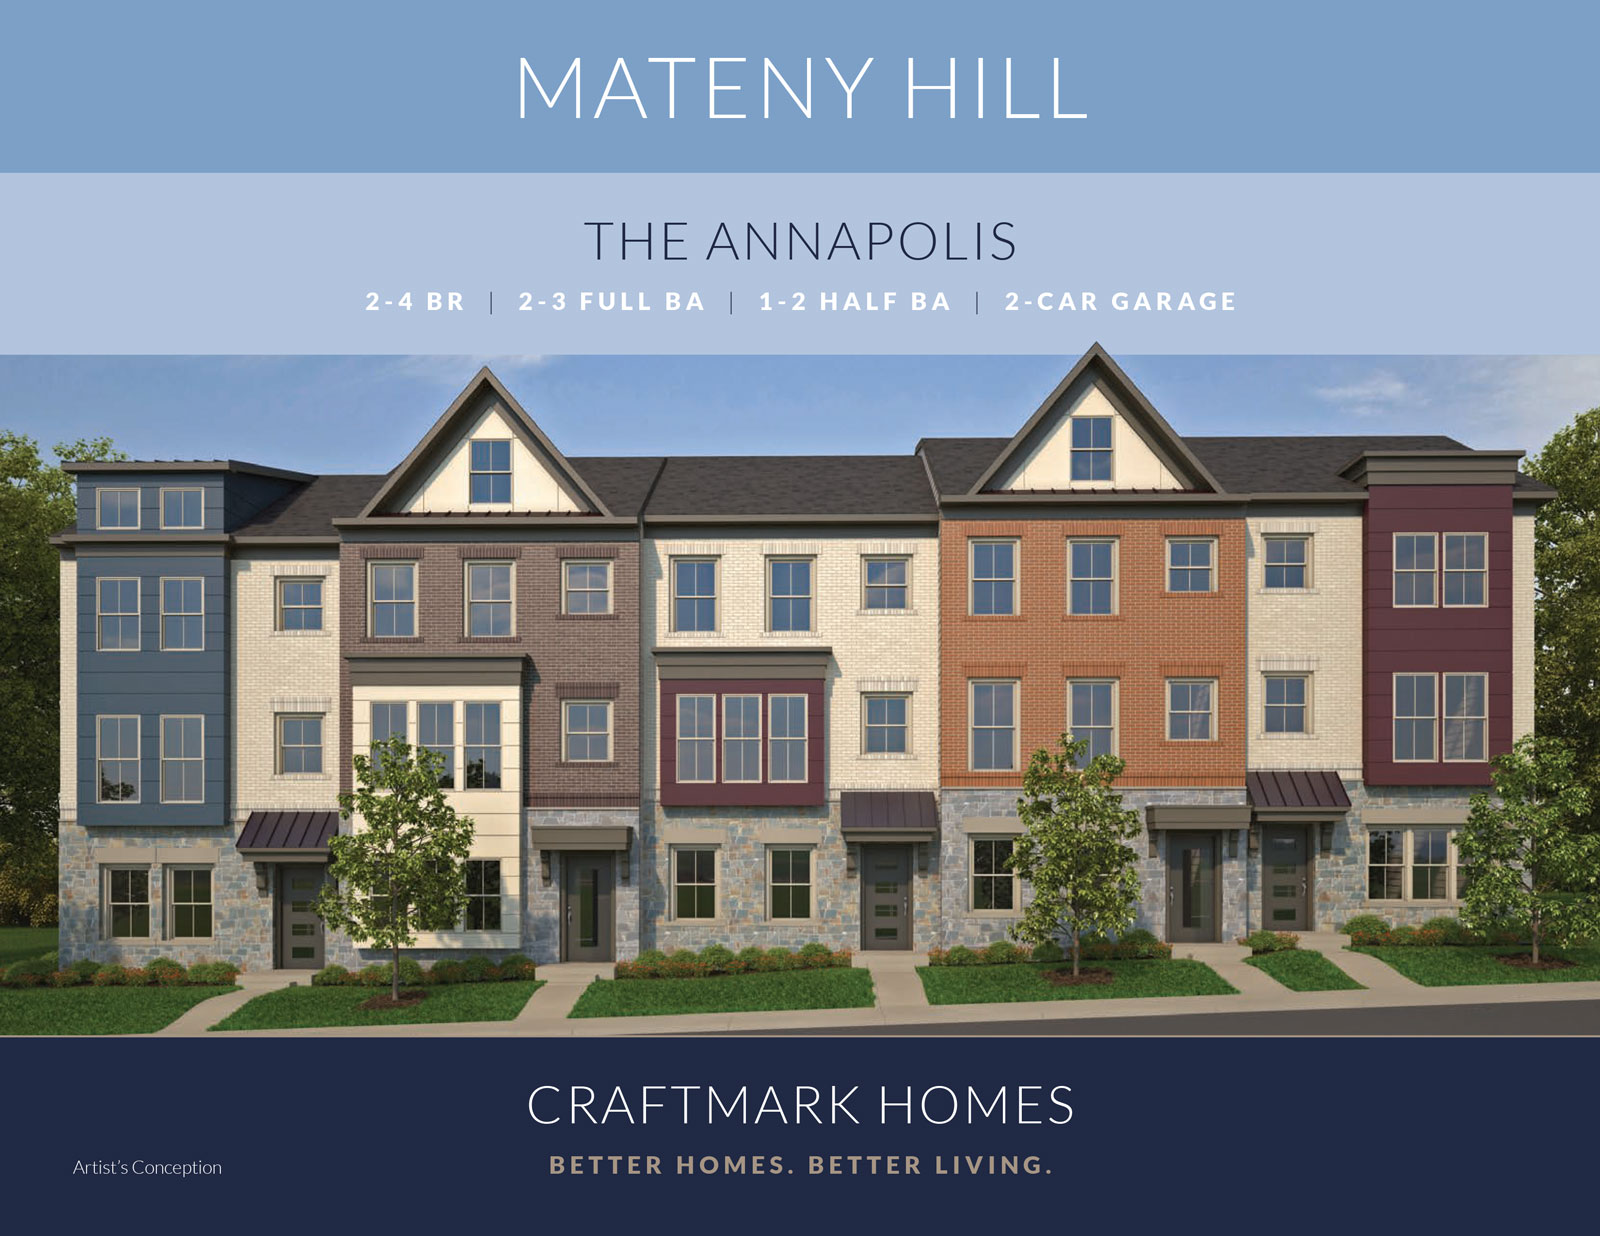 MATENY HILL
THE ANNAPOLIS
2-4 BR | 2-3 FULL BA | 1-2 HALF BA | 2-CAR GARAGE
CRAFTMARK HOMES
BETTER HOMES. BETTER LIVING.
Artist's Conception